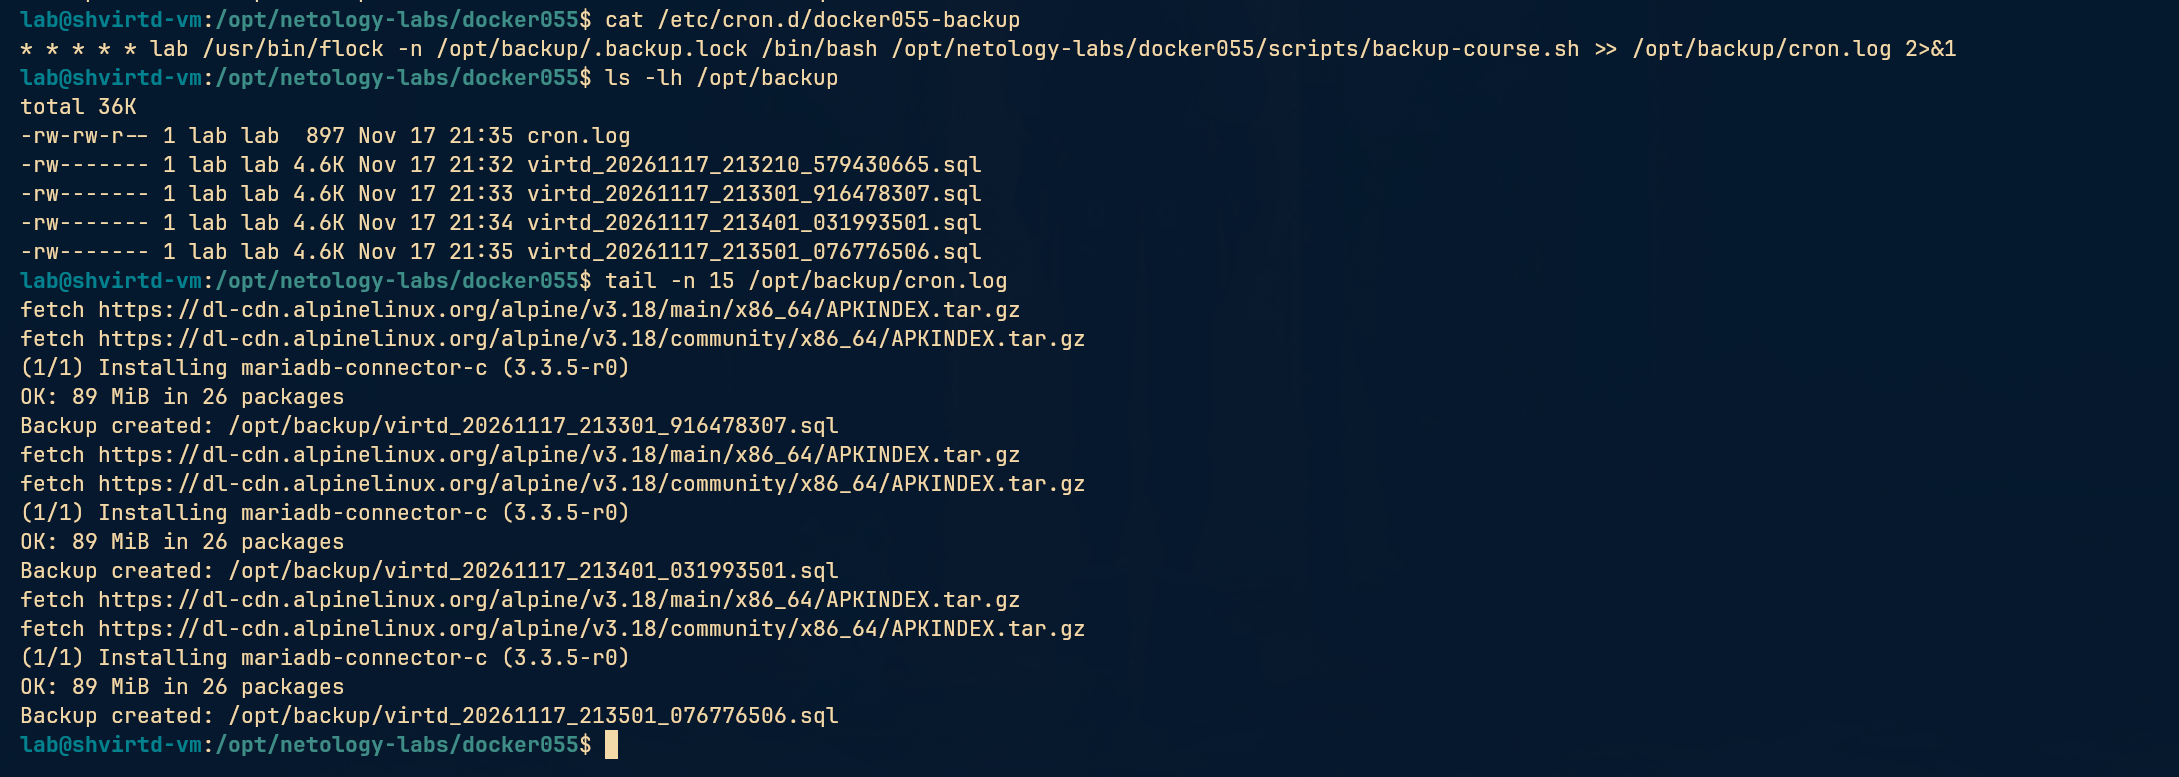 lab@shvirtd-vm:/opt/netology-labs/docker055$ cat /etc/cron.d/docker055-backup
* * * * * lab /usr/bin/flock -n /opt/backup/.backup.lock /bin/bash /opt/netology-labs/docker055/scripts/backup-course.sh >> /opt/backup/cron.log 2>&1
lab@shvirtd-vm:/opt/netology-labs/docker055$ ls -lh /opt/backup
total 36K
-rw-rw-r-- 1 lab lab  897 Nov 17 21:35 cron.log
-rw------- 1 lab lab 4.6K Nov 17 21:32 virtd_20261117_213210_579430665.sql
-rw------- 1 lab lab 4.6K Nov 17 21:33 virtd_20261117_213301_916478307.sql
-rw------- 1 lab lab 4.6K Nov 17 21:34 virtd_20261117_213401_031993501.sql
-rw------- 1 lab lab 4.6K Nov 17 21:35 virtd_20261117_213501_076776506.sql
lab@shvirtd-vm:/opt/netology-labs/docker055$ tail -n 15 /opt/backup/cron.log
fetch https://dl-cdn.alpinelinux.org/alpine/v3.18/main/x86_64/APKINDEX.tar.gz
fetch https://dl-cdn.alpinelinux.org/alpine/v3.18/community/x86_64/APKINDEX.tar.gz
(1/1) Installing mariadb-connector-c (3.3.5-r0)
OK: 89 MiB in 26 packages
Backup created: /opt/backup/virtd_20261117_213301_916478307.sql
fetch https://dl-cdn.alpinelinux.org/alpine/v3.18/main/x86_64/APKINDEX.tar.gz
fetch https://dl-cdn.alpinelinux.org/alpine/v3.18/community/x86_64/APKINDEX.tar.gz
(1/1) Installing mariadb-connector-c (3.3.5-r0)
OK: 89 MiB in 26 packages
Backup created: /opt/backup/virtd_20261117_213401_031993501.sql
fetch https://dl-cdn.alpinelinux.org/alpine/v3.18/main/x86_64/APKINDEX.tar.gz
fetch https://dl-cdn.alpinelinux.org/alpine/v3.18/community/x86_64/APKINDEX.tar.gz
(1/1) Installing mariadb-connector-c (3.3.5-r0)
OK: 89 MiB in 26 packages
Backup created: /opt/backup/virtd_20261117_213501_076776506.sql
lab@shvirtd-vm:/opt/netology-labs/docker055$